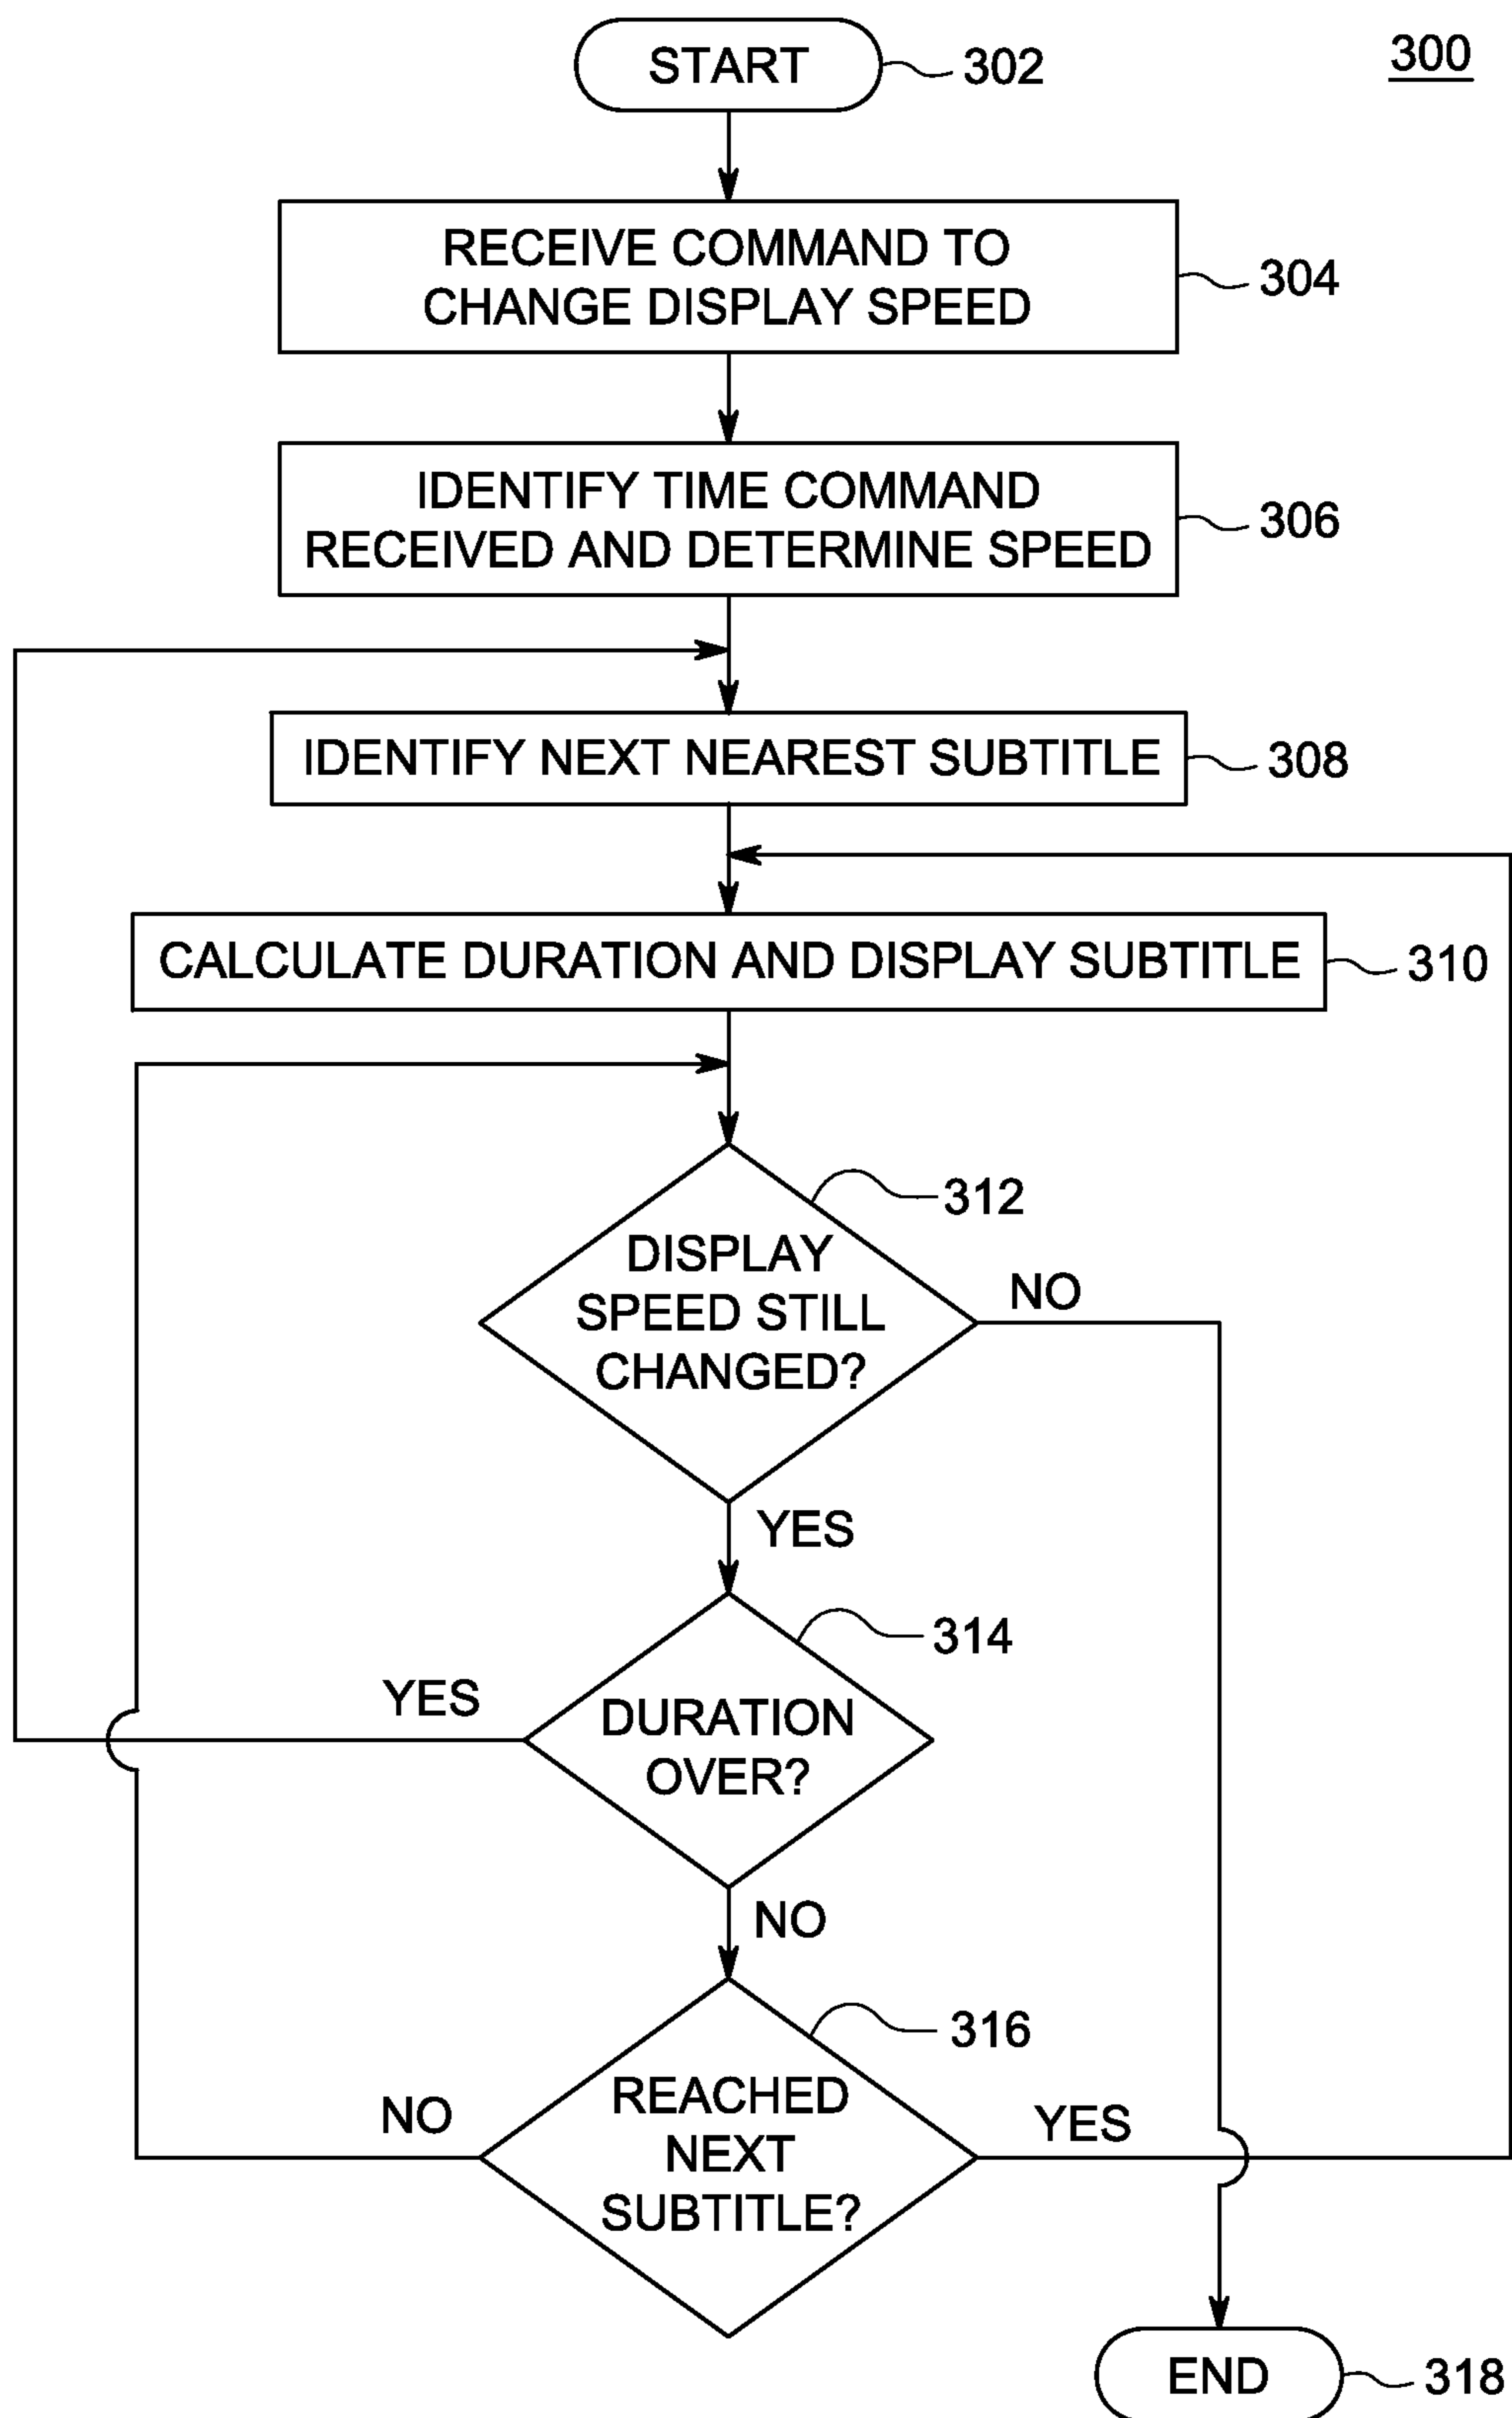 START
302
300
RECEIVE COMMAND TO
CHANGE DISPLAY SPEED
304
IDENTIFY TIME COMMAND
RECEIVED AND DETERMINE SPEED
306
IDENTIFY NEXT NEAREST SUBTITLE
308
CALCULATE DURATION AND DISPLAY SUBTITLE
310
312
DISPLAY
SPEED STILL
CHANGED?
NO
YES
314
YES
DURATION
OVER?
NO
316
REACHED
NEXT
SUBTITLE?
NO
YES
END
318